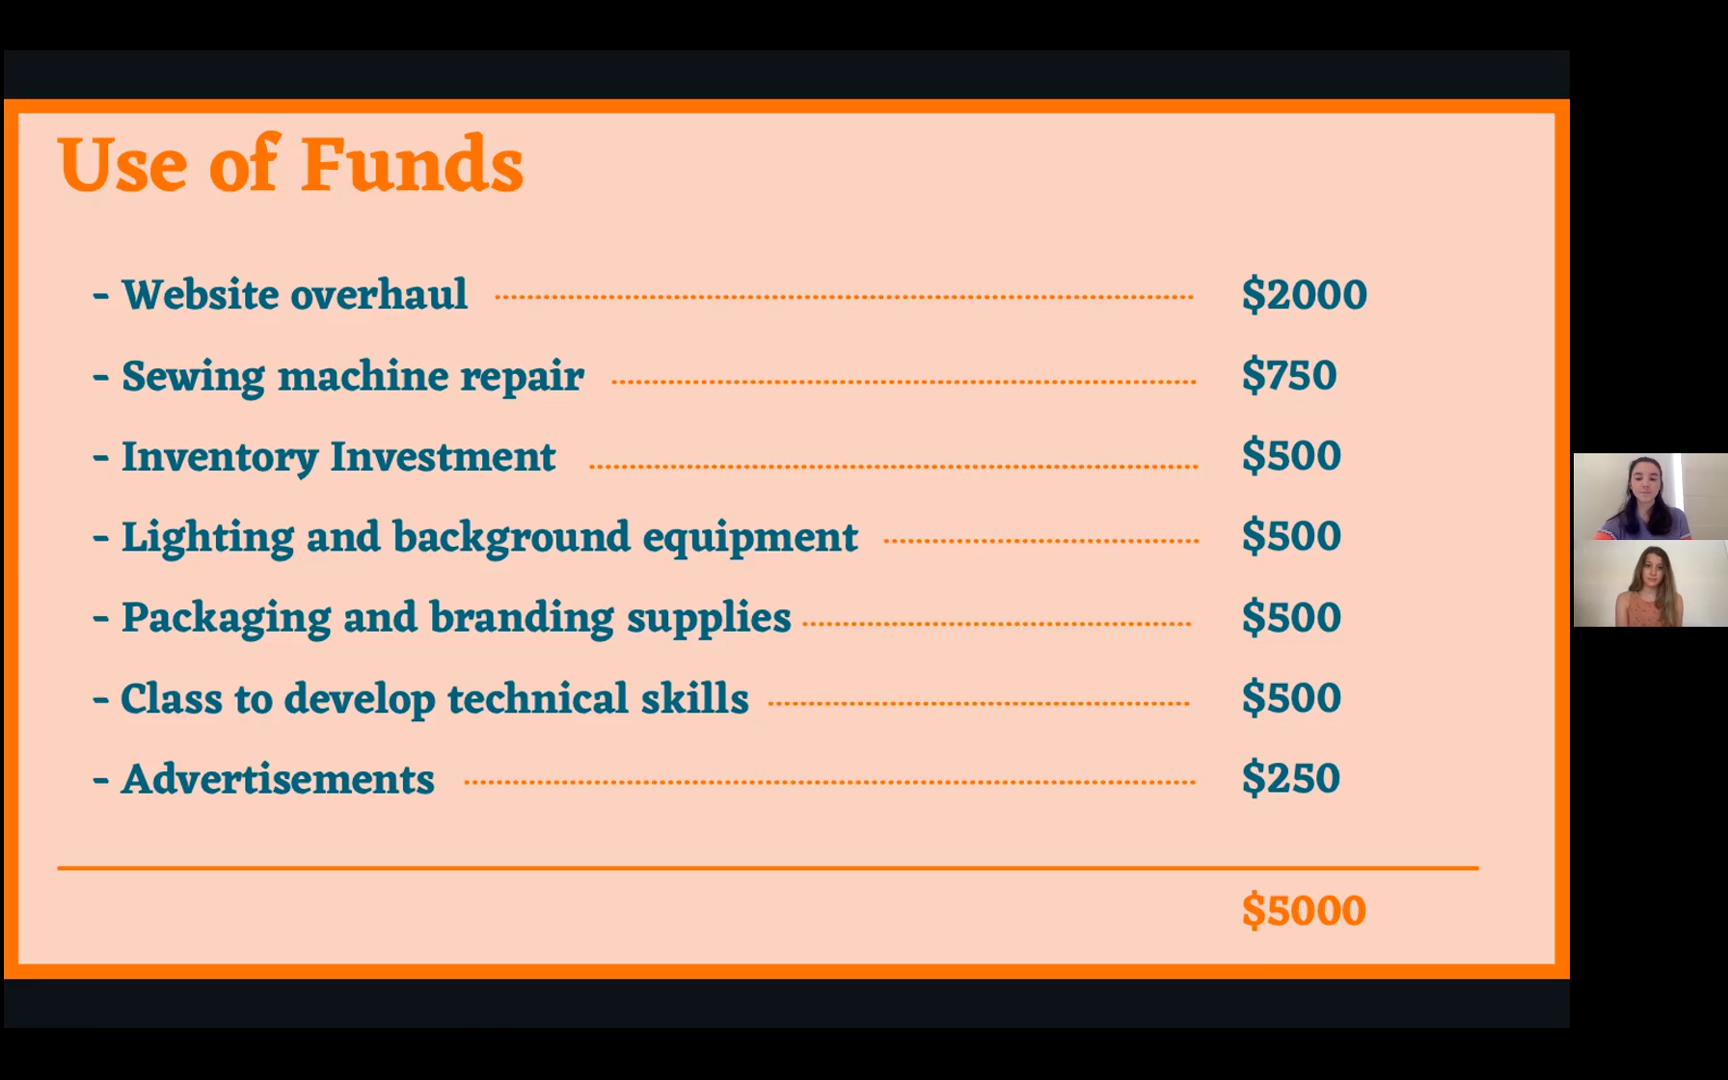 Use of Funds
- Website overhaul $2000
- Sewing machine repair $750
- Inventory Investment $500
- Lighting and background equipment $500
- Packaging and branding supplies $500
- Class to develop technical skills $500
- Advertisements $250
$5000